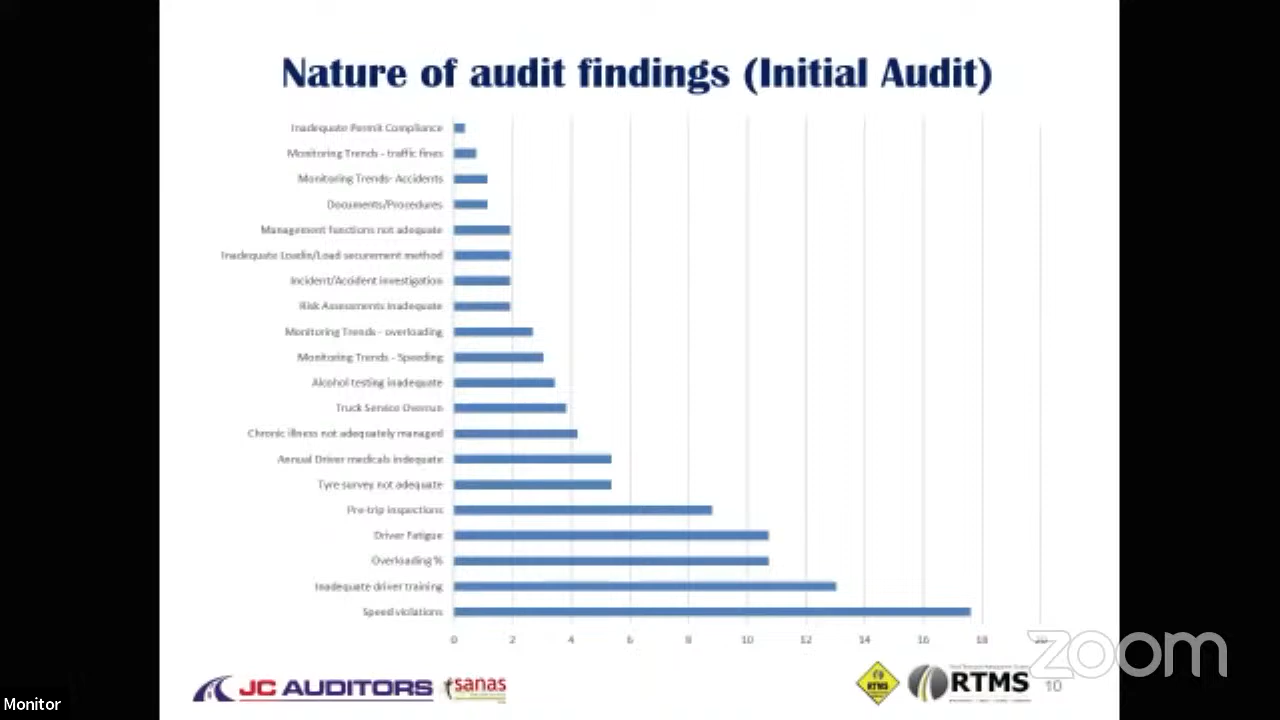 Nature of audit findings (Initial Audit)
Inadequate Permit Compliance
Monitoring Trends - traffic fines
Monitoring Trends- Accidents
Documents/Procedures
Management functions not adequate
Inadequate Loadin/Load securement method
Incident/Accident investigation
Risk Assessments inadequate
Monitoring Trends - overloading
Monitoring Trends - Speeding
Alcohol testing inadequate
Truck Service Overrun
Chronic illness not adequately managed
Annual Driver medicals indequate
Tyre survey not adequate
Pre-trip inspections
Driver Fatigue
Overloading %
Inadequate driver training
Speed violations
0 2 4 6 8 10 12 14 16 18 20
zoom
JC AUDITORS
sanas
RTMS
RTMS
10
Monitor